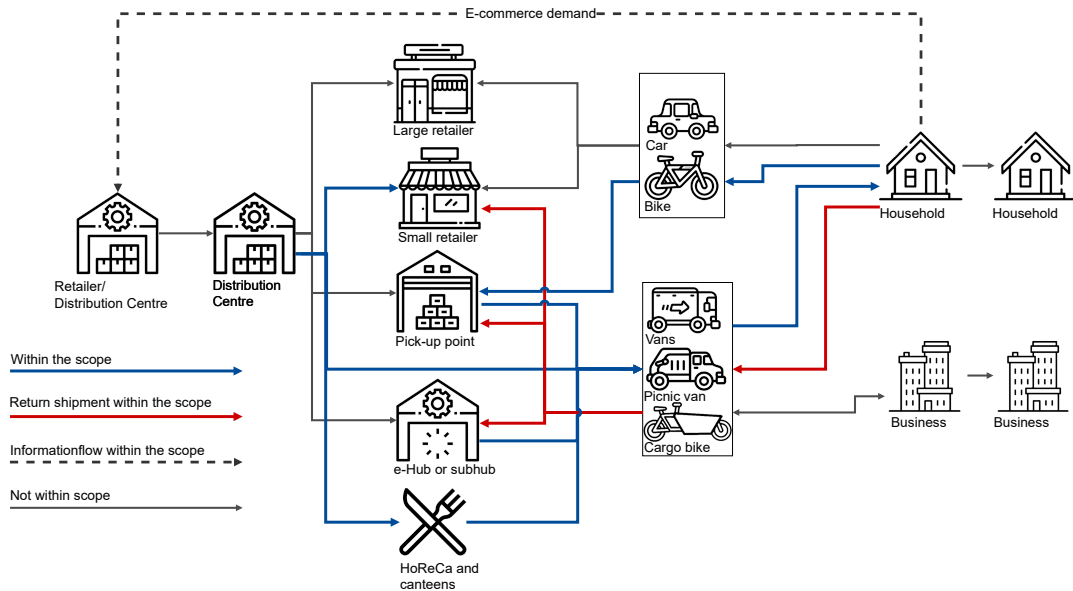 E-commerce demand
Large retailer
Car
Bike
Household
Household
Small retailer
Retailer/
Distribution Centre
Distribution
Centre
Pick-up point
Vans
Picnic van
Cargo bike
Business
Business
Within the scope
Return shipment within the scope
Informationflow within the scope
Not within scope
e-Hub or subhub
HoReCa and
canteens